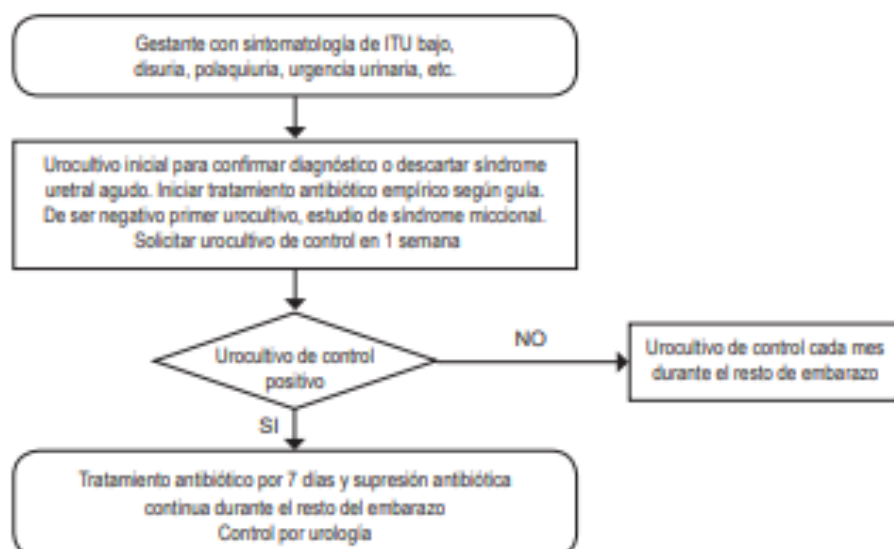 Gestante con sintomatología de ITU bajo,
disuria, polaquiuria, urgencia urinaria, etc.
Urocultivo inicial para confirmar diagnóstico o descartar síndrome
uretral agudo. Iniciar tratamiento antibiótico empírico según guía.
De ser negativo primer urocultivo, estudio de síndrome miccional.
Solicitar urocultivo de control en 1 semana
Urocultivo de control
positivo
NO
Urocultivo de control cada mes
durante el resto de embarazo
SI
Tratamiento antibiótico por 7 días y supresión antibiótica
continua durante el resto del embarazo
Control por urología